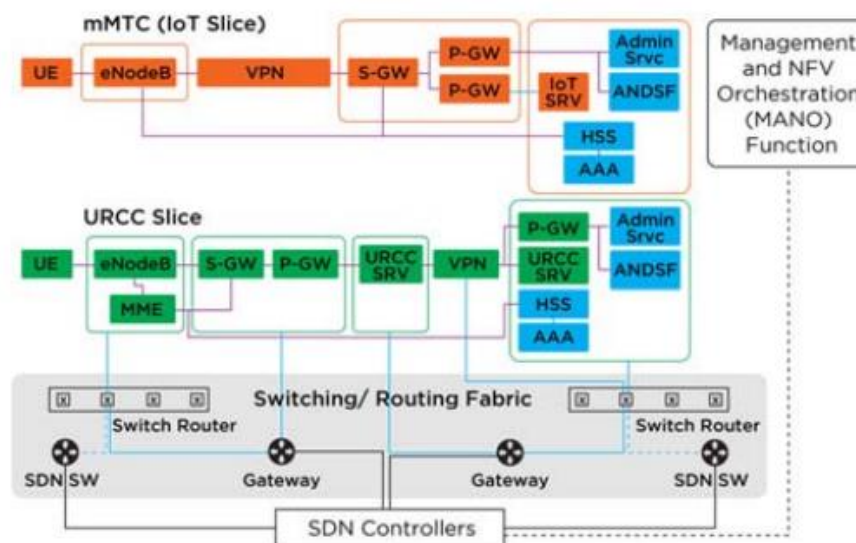 mMTC (IoT Slice)
UE
eNodeB
VPN
S-GW
P-GW
P-GW
IoT
SRV
Admin
Srvc
ANDSF
HSS
AAA
Management
and NFV
Orchestration
(MANO)
Function
URCC Slice
UE
eNodeB
MME
S-GW
P-GW
URCC
SRV
VPN
P-GW
URCC
SRV
HSS
AAA
Admin
Srvc
ANDSF
Switching/ Routing Fabric
x x x x
Switch Router
x x x x
Switch Router
SDN SW
Gateway
Gateway
SDN SW
SDN Controllers